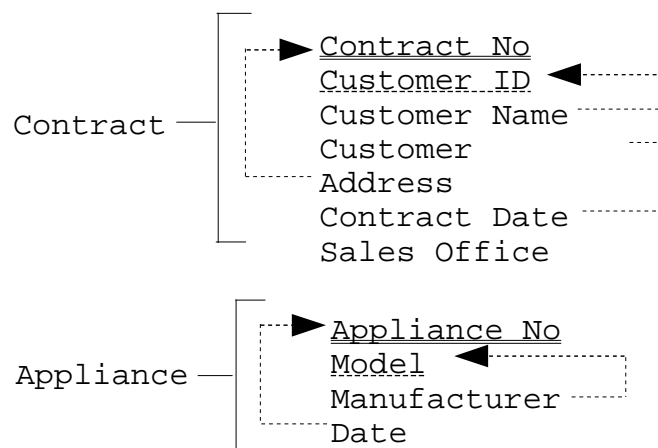 Contract No
Customer ID
Customer Name
Contract
Customer
Address
Contract Date
Sales Office
Appliance No
Model
Appliance
Manufacturer
Date